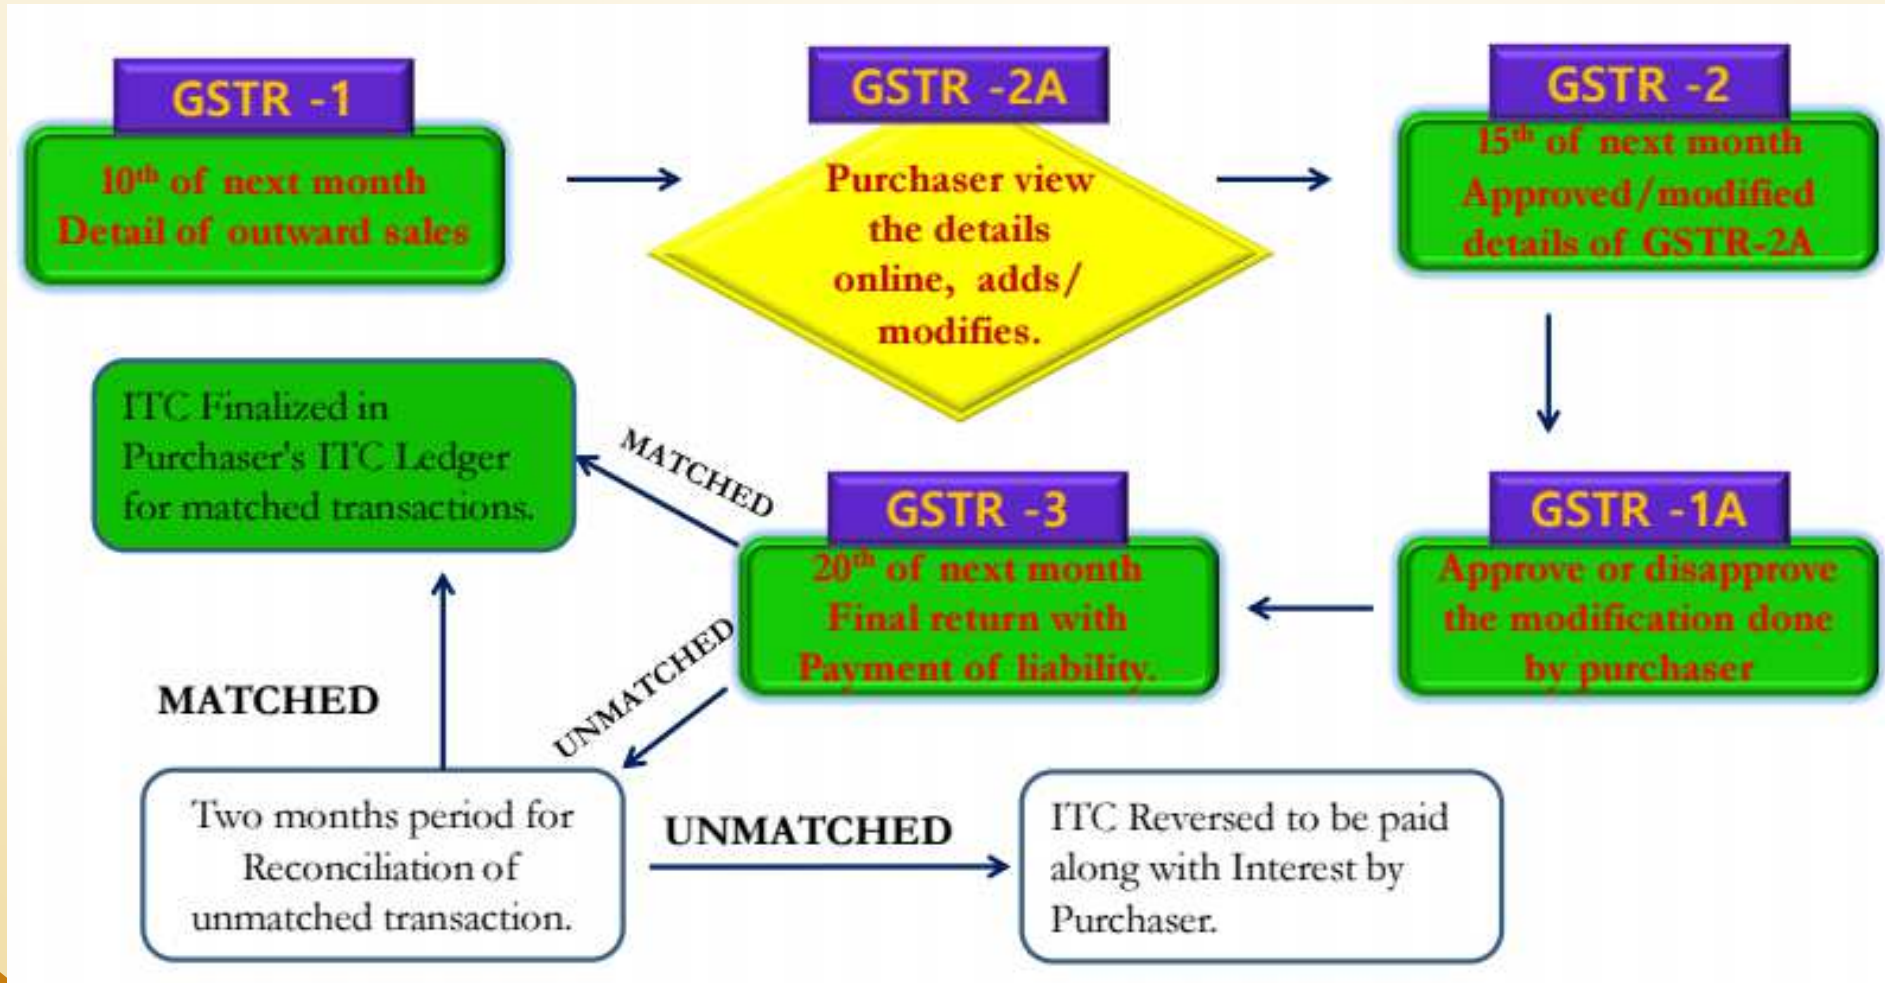 GSTR -1
10th of next month
Detail of outward sales
GSTR -2A
Purchaser view
the details
online, adds/
modifies.
GSTR -2
15th of next month
Approved/modified
details of GSTR-2A
GSTR -1A
Approve or disapprove
the modification done
by purchaser
GSTR -3
20th of next month
Final return with
Payment of liability.
MATCHED
ITC Finalized in
Purchaser's ITC Ledger
for matched transactions.
UNMATCHED
MATCHED
Two months period for
Reconciliation of
unmatched transaction.
UNMATCHED
ITC Reversed to be paid
along with Interest by
Purchaser.